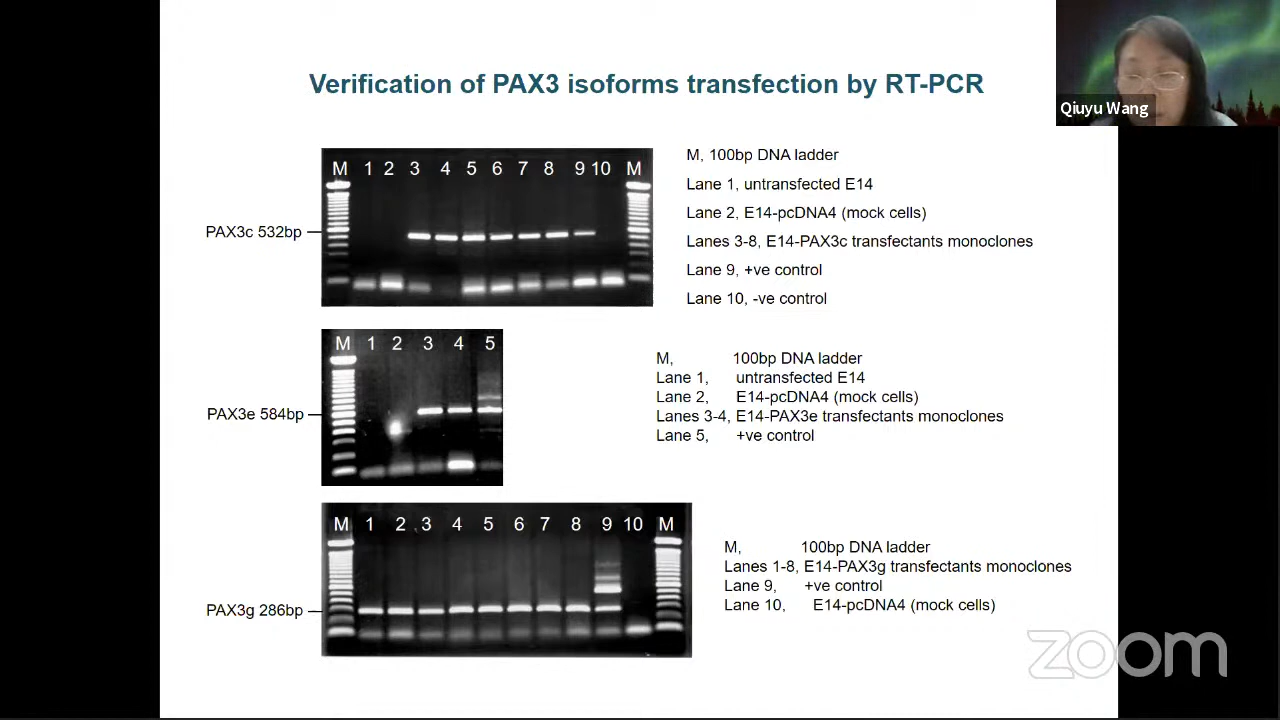 Verification of PAX3 isoforms transfection by RT-PCR
Qiuyu Wang
M 1 2 3 4 5 6 7 8 9 10 M
PAX3c 532bp
M, 100bp DNA ladder
Lane 1, untransfected E14
Lane 2, E14-pcDNA4 (mock cells)
Lanes 3-8, E14-PAX3c transfectants monoclones
Lane 9, +ve control
Lane 10, -ve control
M 1 2 3 4 5
PAX3e 584bp
M, 100bp DNA ladder
Lane 1, untransfected E14
Lane 2, E14-pcDNA4 (mock cells)
Lanes 3-4, E14-PAX3e transfectants monoclones
Lane 5, +ve control
M 1 2 3 4 5 6 7 8 9 10 M
PAX3g 286bp
M, 100bp DNA ladder
Lanes 1-8, E14-PAX3g transfectants monoclones
Lane 9, +ve control
Lane 10, E14-pcDNA4 (mock cells)
zoom